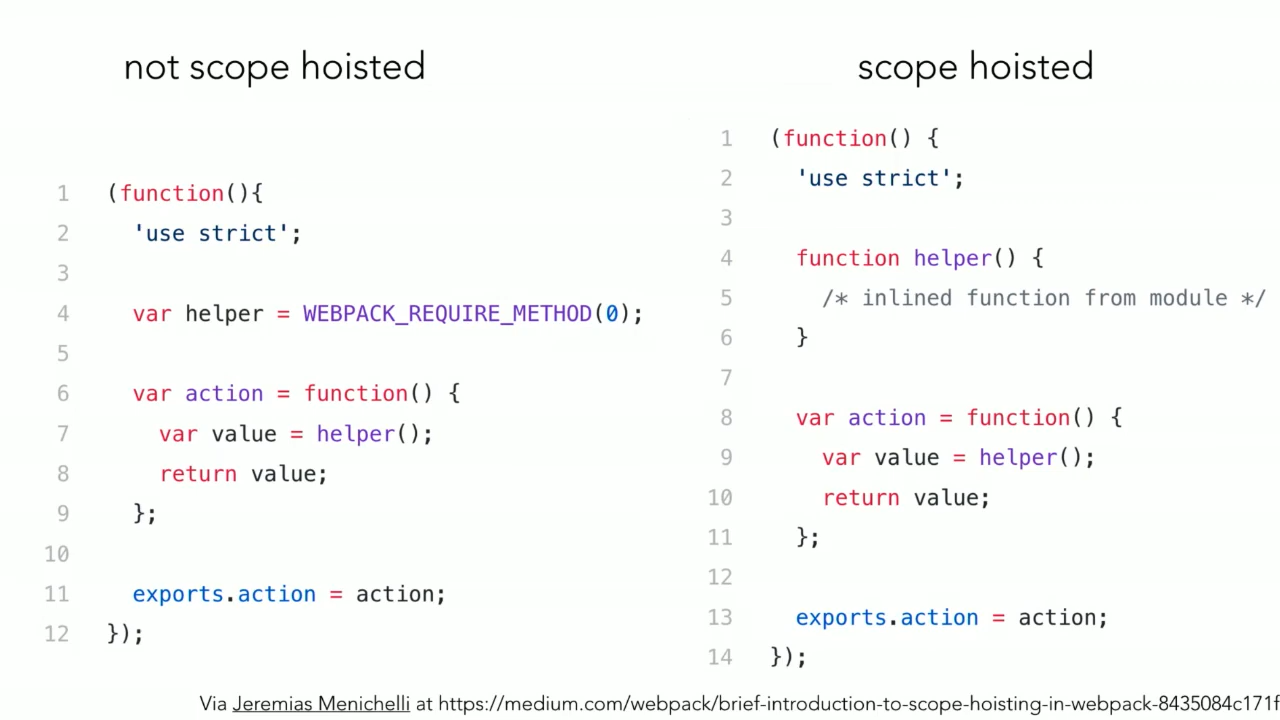 not scope hoisted
1 (function(){
2 'use strict';
3
4 var helper = WEBPACK_REQUIRE_METHOD(0);
5
6 var action = function() {
7 var value = helper();
8 return value;
9 };
10
11 exports.action = action;
12 });
scope hoisted
1 (function() {
2 'use strict';
3
4 function helper() {
5 /* inlined function from module */
6 }
7
8 var action = function() {
9 var value = helper();
10 return value;
11 };
12
13 exports.action = action;
14 });
Via Jeremias Menichelli at https://medium.com/webpack/brief-introduction-to-scope-hoisting-in-webpack-8435084c171f